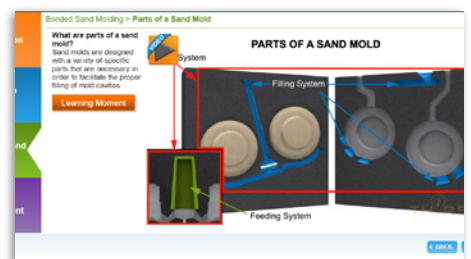 Bonded Sand Molding > Parts of a Sand Mold
What are parts of a sand
mold?
Sand molds are designed
with a variety of specific
parts that are necessary in
order to facilitate the proper
filling of mold cavities
Learning Moment
VIDEO
System
PARTS OF A SAND MOLD
Filling System
Feeding System
BACK